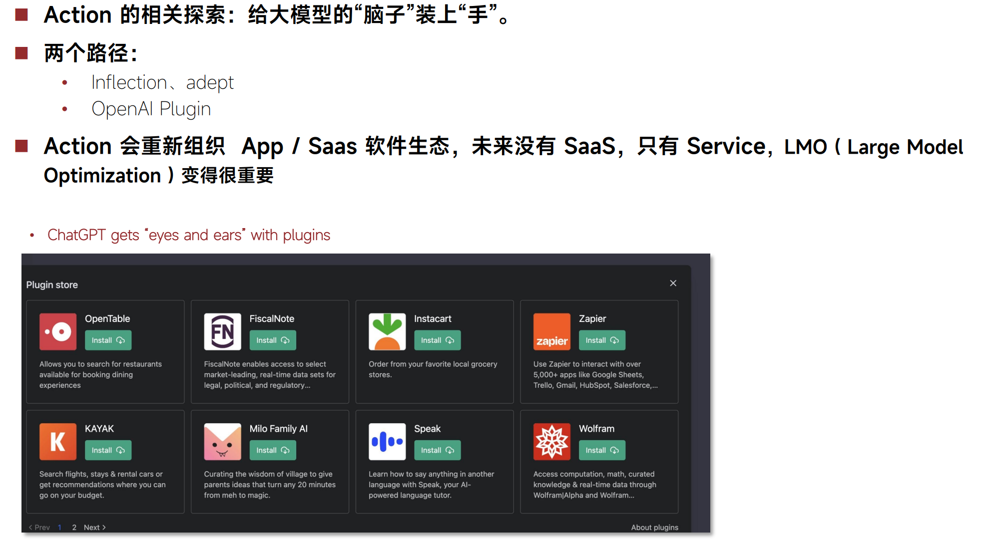 Action 的相关探索：给大模型的“脑子”装上“手”。
两个路径：
Inflection、adept
OpenAI Plugin
Action 会重新组织 App / Saas 软件生态，未来没有 SaaS，只有 Service，LMO（Large Model
Optimization）变得很重要
ChatGPT gets “eyes and ears” with plugins
Plugin store
OpenTable
Install
Allows you to search for restaurants
available for booking dining
experiences
FN
FiscalNote
Install
FiscalNote enables access to select
market-leading, real-time data sets for
legal, political, and regulatory...
Instacart
Install
Order from your favorite local grocery
stores.
zapier
Zapier
Install
Use Zapier to interact with over
5,000+ apps like Google Sheets,
Trello, Gmail, HubSpot, Salesforce,...
K
KAYAK
Install
Search flights, stays & rental cars or
get recommendations where you can
go on your budget.
Milo Family AI
Install
Curating the wisdom of village to give
parents ideas that turn any 20 minutes
from meh to magic.
Speak
Install
Learn how to say anything in another
language with Speak, your AI-
powered language tutor.
Wolfram
Install
Access computation, math, curated
knowledge & real-time data through
Wolfram|Alpha and Wolfram...
< Prev 1 2 Next >
About plugins